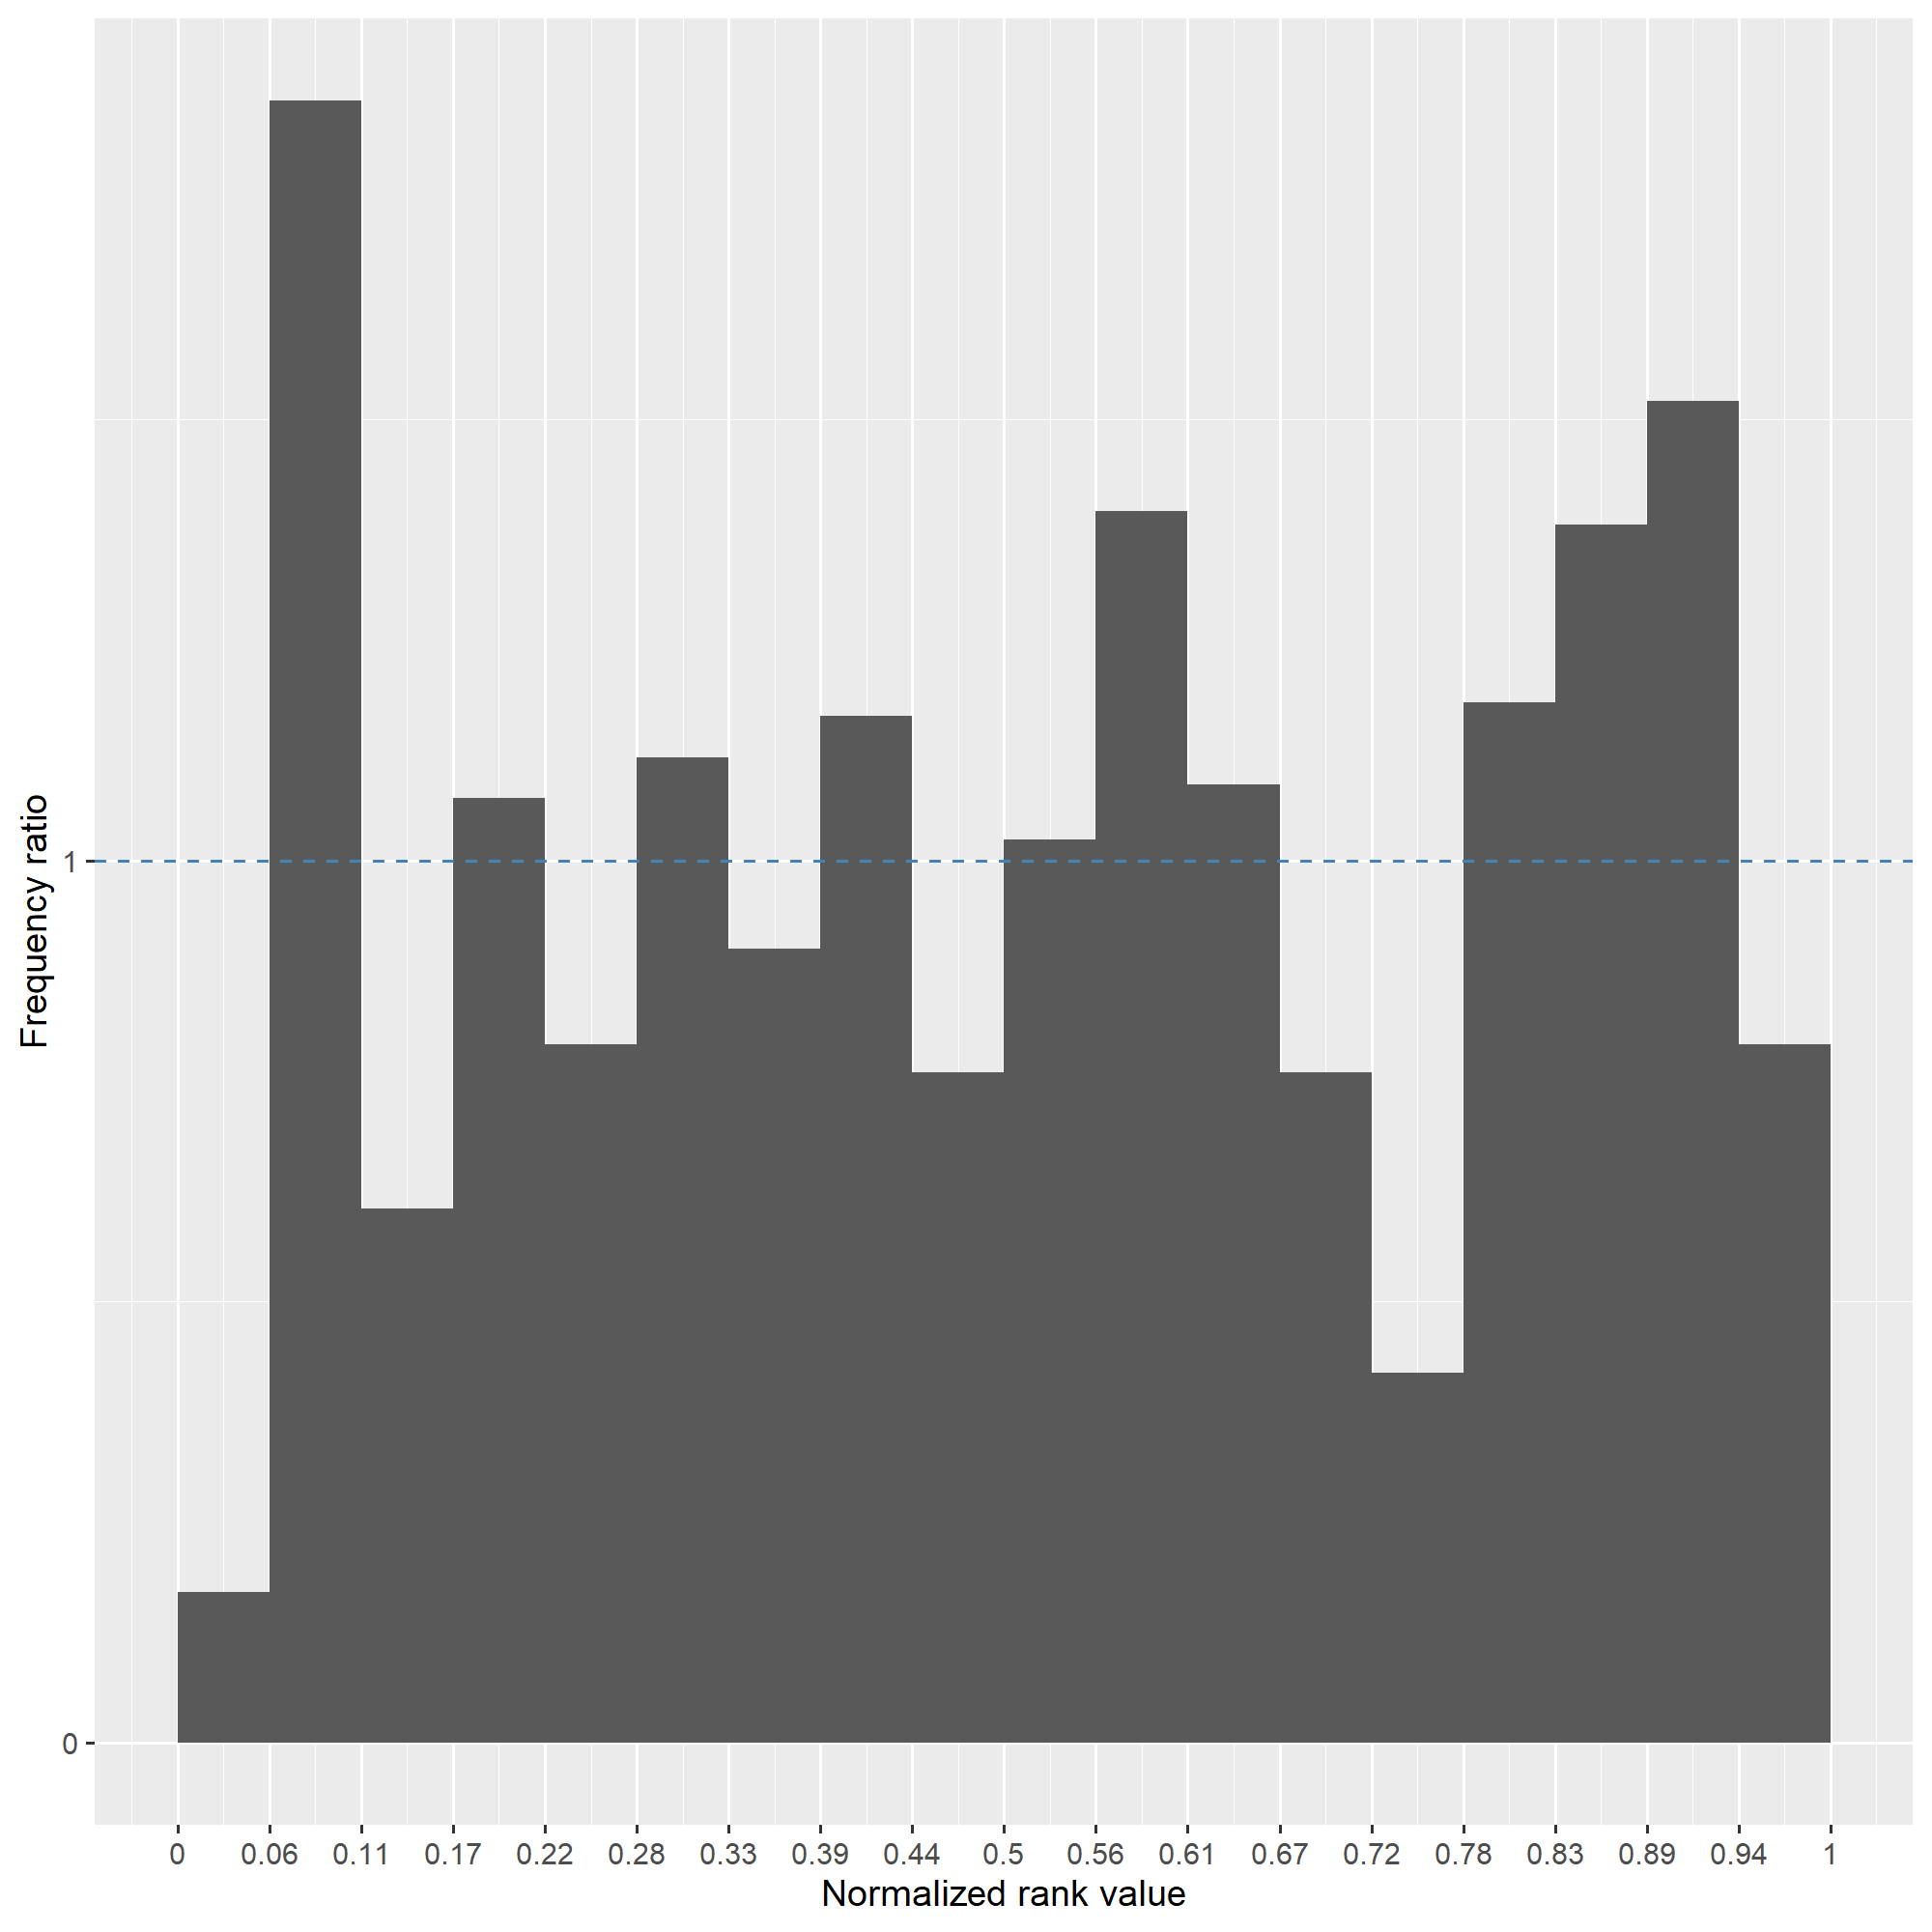 Frequency ratio
1
0
0 0.06 0.11 0.17 0.22 0.28 0.33 0.39 0.44 0.5 0.56 0.61 0.67 0.72 0.78 0.83 0.89 0.94 1
Normalized rank value